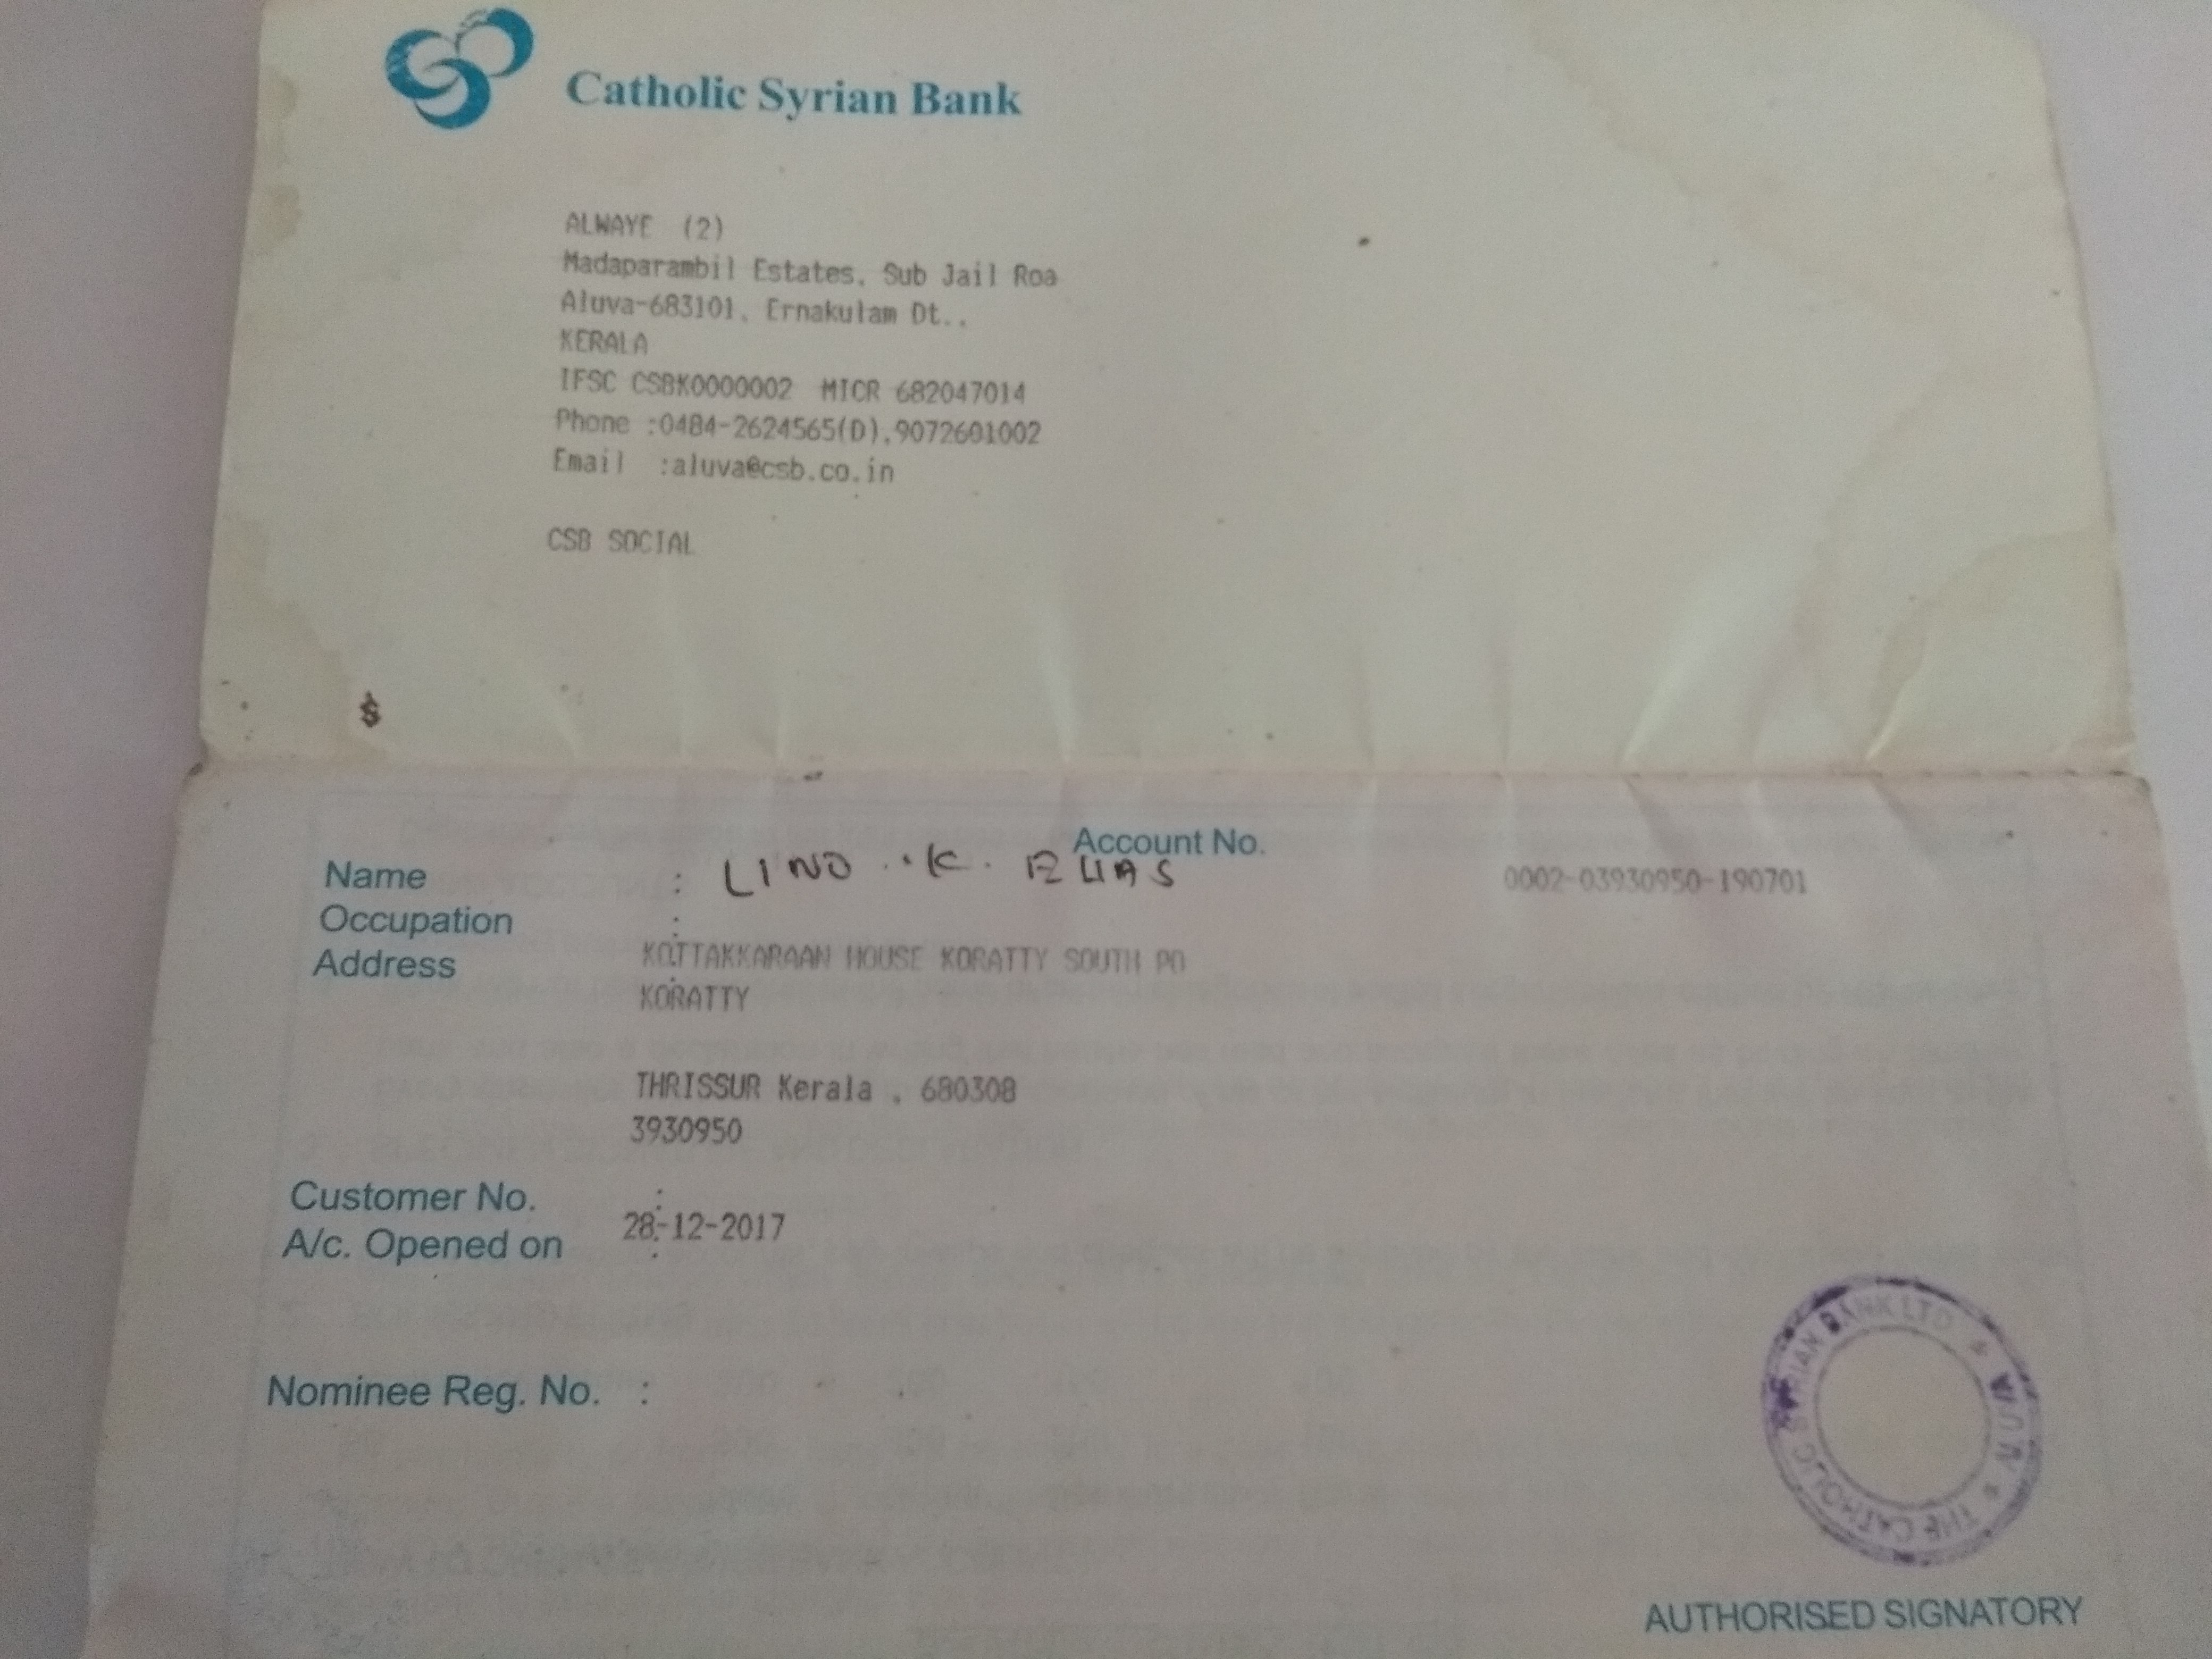 Catholic Syrian Bank
ALWAYE (2)
Madaparambil Estates, Sub Jail Roa
Aluva-683101, Ernakulam Dt.,
KERALA
IFSC CSBK0000002 MICR 682047014
Phone :0484-2624565(D),9072601002
Email :aluva@csb.co.in
CSB SOCIAL
$
Account No.
Name : LINO .K. ELIAS 0002-03930950-190701
Occupation :
Address : KOTTAKKARAAN HOUSE KORATTY SOUTH PO
KORATTY
THRISSUR Kerala , 680308
3930950
Customer No. :
A/c. Opened on : 28-12-2017
Nominee Reg. No. :
THE CATHOLIC SYRIAN BANK LTD * ALUVA *
AUTHORISED SIGNATORY